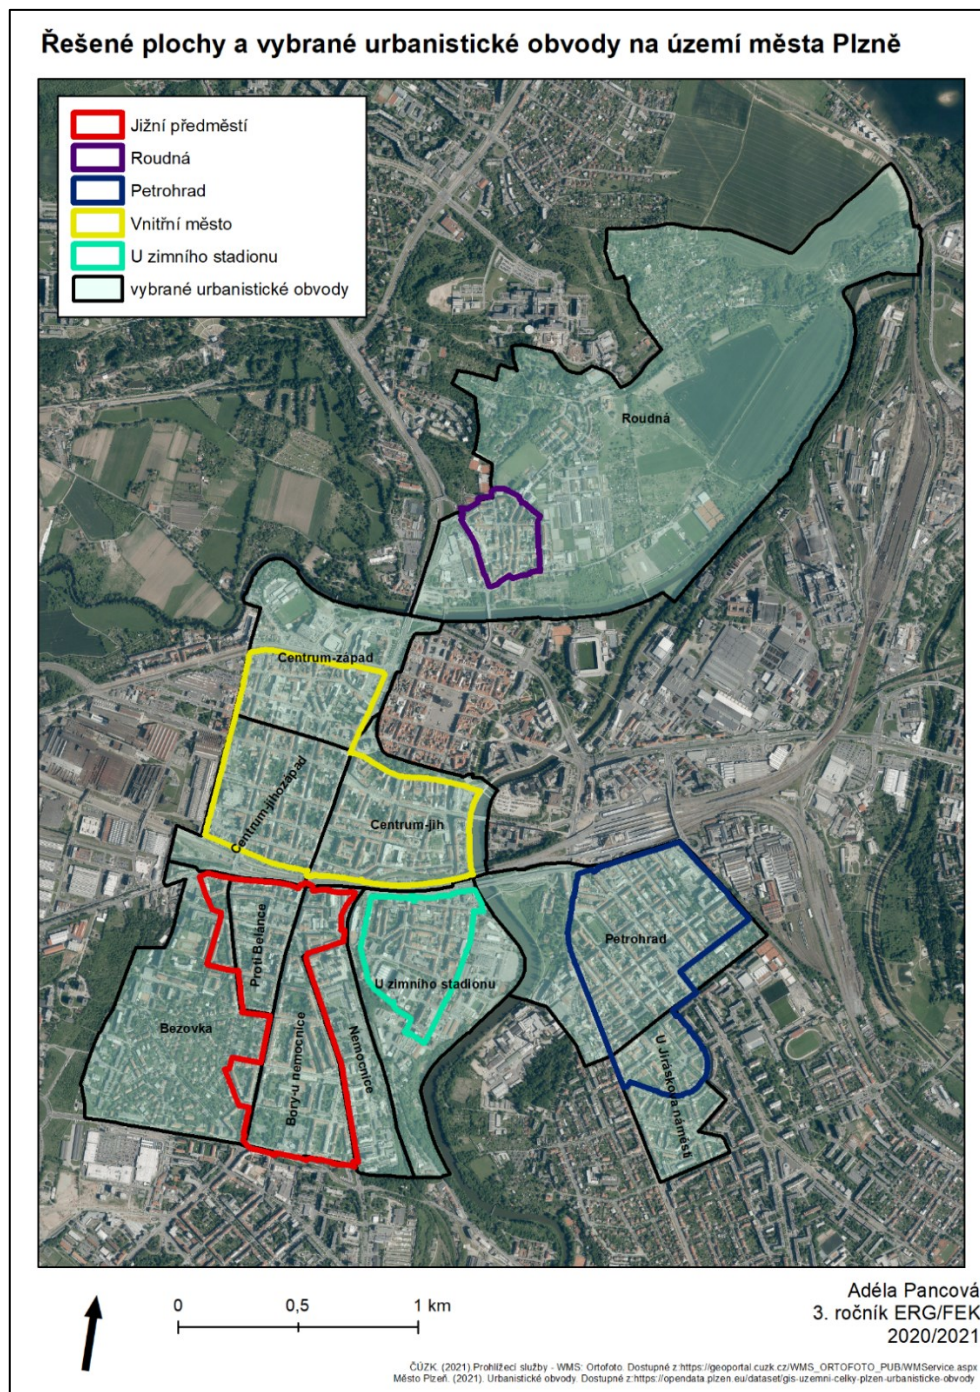 Řešené plochy a vybrané urbanistické obvody na území města Plzně
Jižní předměstí
Roudná
Petrohrad
Vnitřní město
U zimního stadionu
vybrané urbanistické obvody
Roudná
Centrum-západ
Centrum-jihozápad
Centrum-jih
Proti Belance
Petrohrad
U zimního stadionu
Bezovka
Bory-u nemocnice
Nemocnice
U Jiráskova náměstí
0 0,5 1 km
Adéla Pancová
3. ročník ERG/FEK
2020/2021
ČÚZK. (2021).Prohlížecí služby - WMS: Ortofoto. Dostupné z:https://geoportal.cuzk.cz/WMS_ORTOFOTO_PUB/WMService.aspx
Město Plzeň. (2021). Urbanistické obvody. Dostupné z:https://opendata.plzen.eu/dataset/gis-uzemni-celky-plzen-urbanisticke-obvody